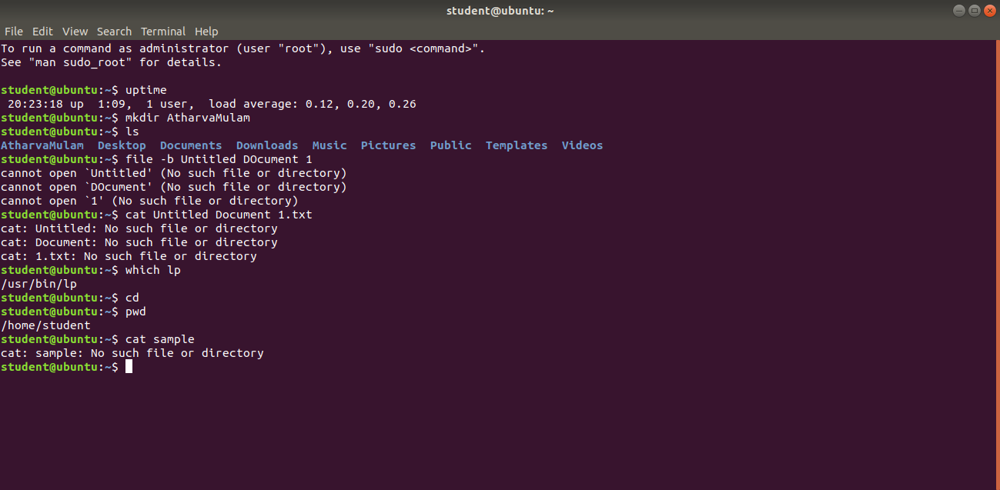 student@ubuntu: ~
File Edit View Search Terminal Help
To run a command as administrator (user "root"), use "sudo <command>".
See "man sudo_root" for details.
student@ubuntu:~$ uptime
 20:23:18 up  1:09,  1 user,  load average: 0.12, 0.20, 0.26
student@ubuntu:~$ mkdir AtharvaMulam
student@ubuntu:~$ ls
AtharvaMulam  Desktop  Documents  Downloads  Music  Pictures  Public  Templates  Videos
student@ubuntu:~$ file -b Untitled DOcument 1
cannot open `Untitled' (No such file or directory)
cannot open `DOcument' (No such file or directory)
cannot open `1' (No such file or directory)
student@ubuntu:~$ cat Untitled Document 1.txt
cat: Untitled: No such file or directory
cat: Document: No such file or directory
cat: 1.txt: No such file or directory
student@ubuntu:~$ which lp
/usr/bin/lp
student@ubuntu:~$ cd
student@ubuntu:~$ pwd
/home/student
student@ubuntu:~$ cat sample
cat: sample: No such file or directory
student@ubuntu:~$